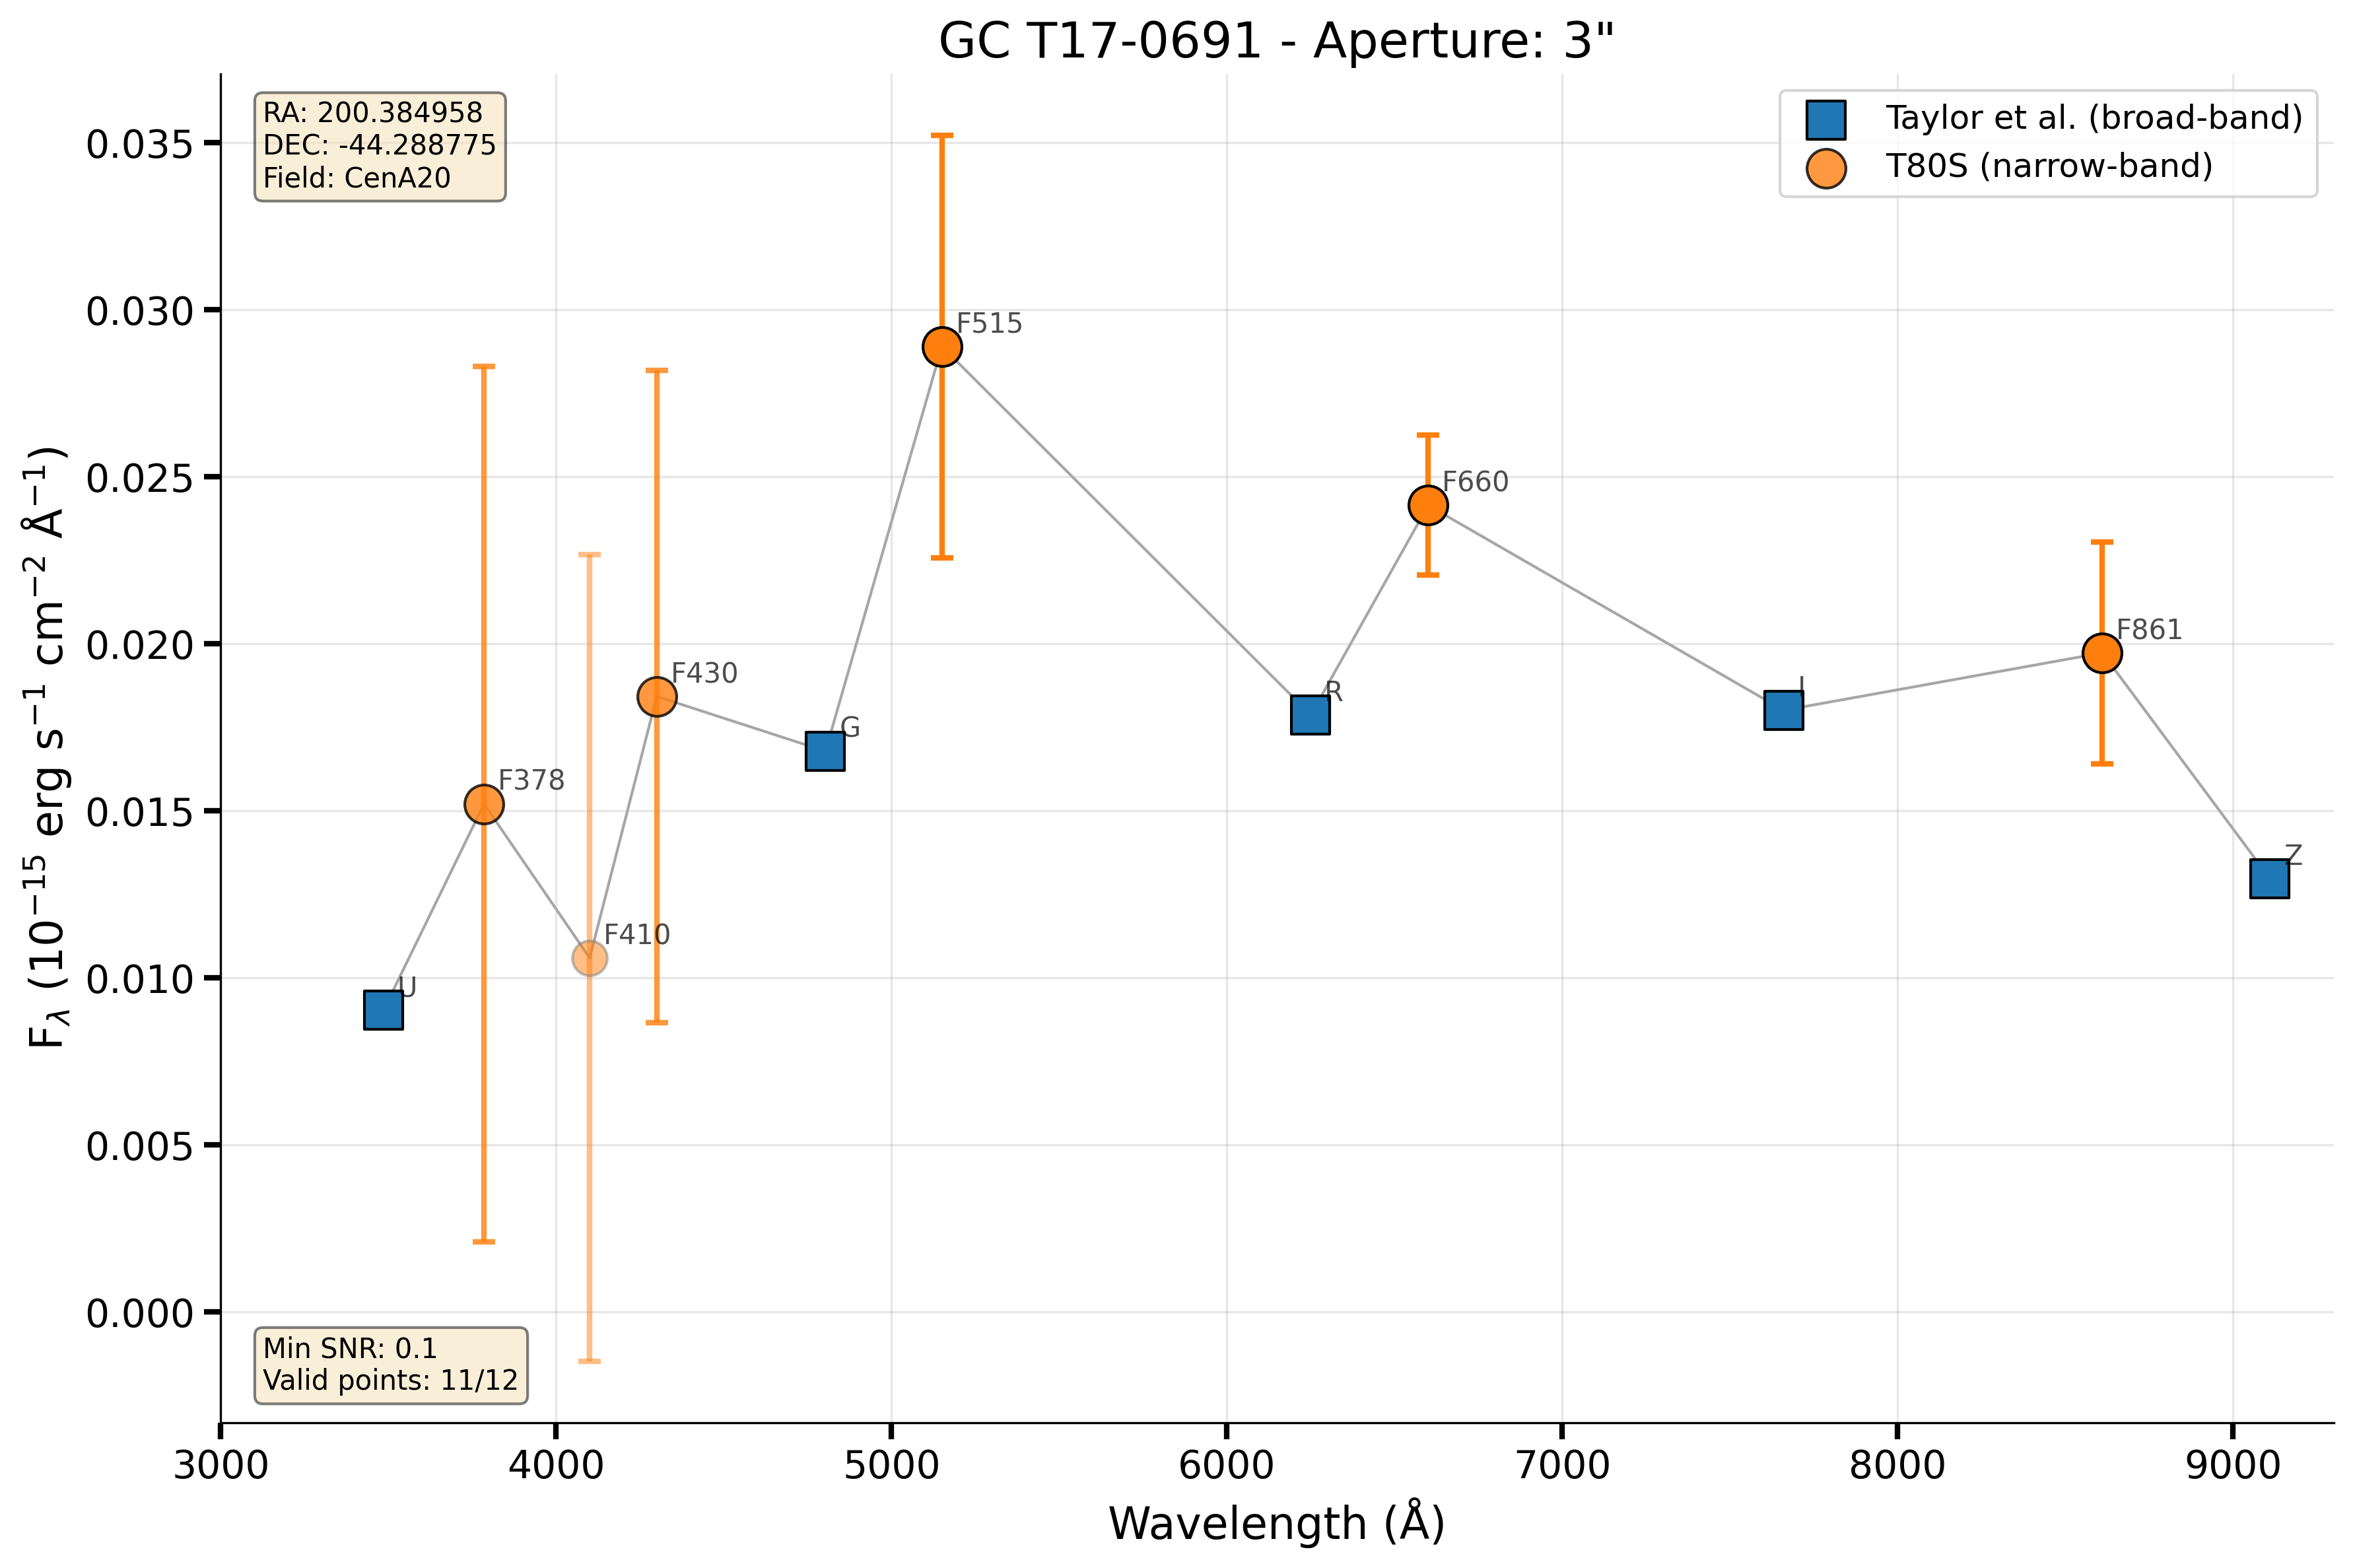 GC T17-0691 - Aperture: 3"
RA: 200.384958
DEC: -44.288775
Field: CenA20
Taylor et al. (broad-band)
T80S (narrow-band)
0.035
0.030
0.025
0.020
0.015
0.010
0.005
0.000
F$_{λ}$ (10$^{−15}$ erg s$^{−1}$ cm$^{−2}$ Å$^{−1}$)
U
F378
F410
F430
G
F515
R
F660
I
F861
Z
Min SNR: 0.1
Valid points: 11/12
3000 4000 5000 6000 7000 8000 9000
Wavelength (Å)